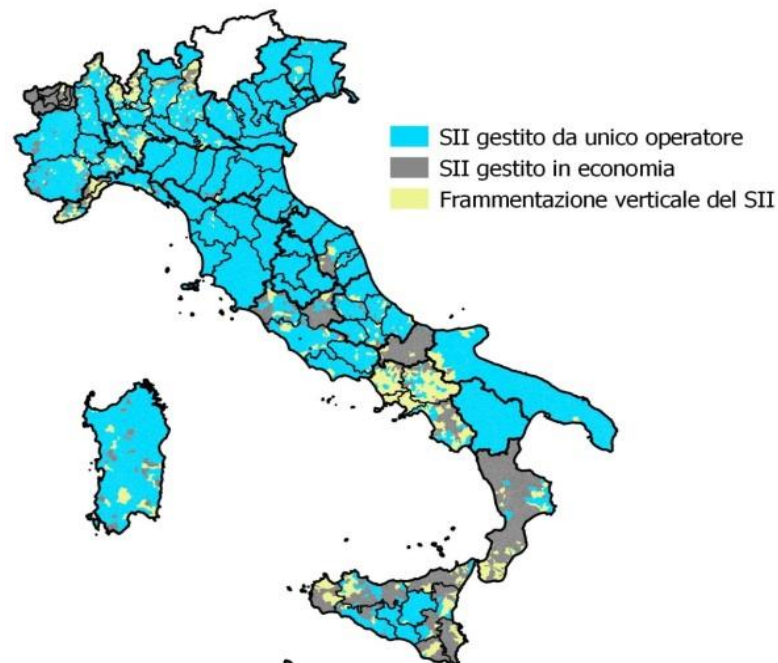 SII gestito da unico operatore
SII gestito in economia
Frammentazione verticale del SII